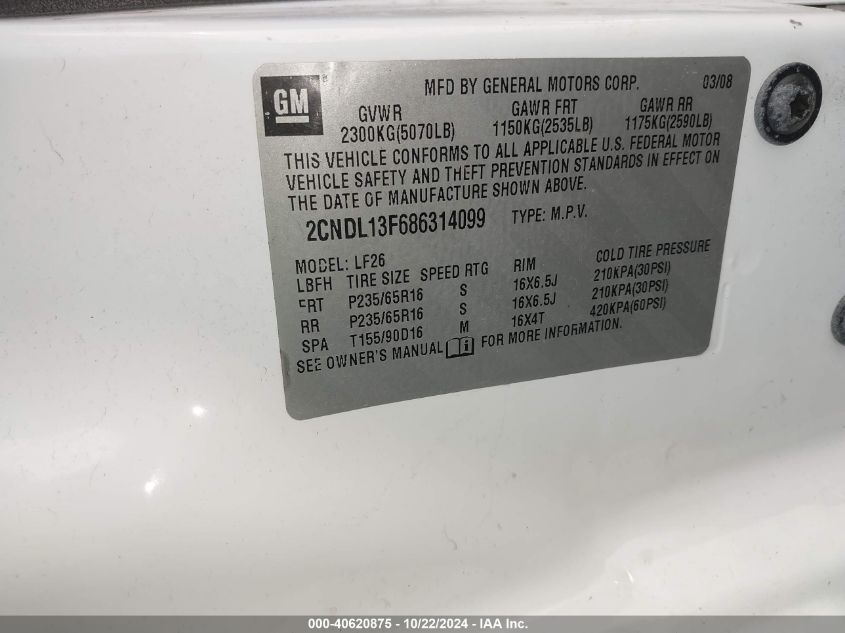 GM
MFD BY GENERAL MOTORS CORP. 03/08
GVWR GAWR FRT GAWR RR
2300KG(5070LB) 1150KG(2535LB) 1175KG(2590LB)
THIS VEHICLE CONFORMS TO ALL APPLICABLE U.S. FEDERAL MOTOR
VEHICLE SAFETY AND THEFT PREVENTION STANDARDS IN EFFECT ON
THE DATE OF MANUFACTURE SHOWN ABOVE.
2CNDL13F686314099 TYPE: M.P.V.
MODEL: LF26
LBFH TIRE SIZE SPEED RTG RIM COLD TIRE PRESSURE
FRT P235/65R16 S 16X6.5J 210KPA(30PSI)
RR P235/65R16 S 16X6.5J 210KPA(30PSI)
SPA T155/90D16 M 16X4T 420KPA(60PSI)
SEE OWNER'S MANUAL i FOR MORE INFORMATION.
000-40620875 - 10/22/2024 - IAA Inc.